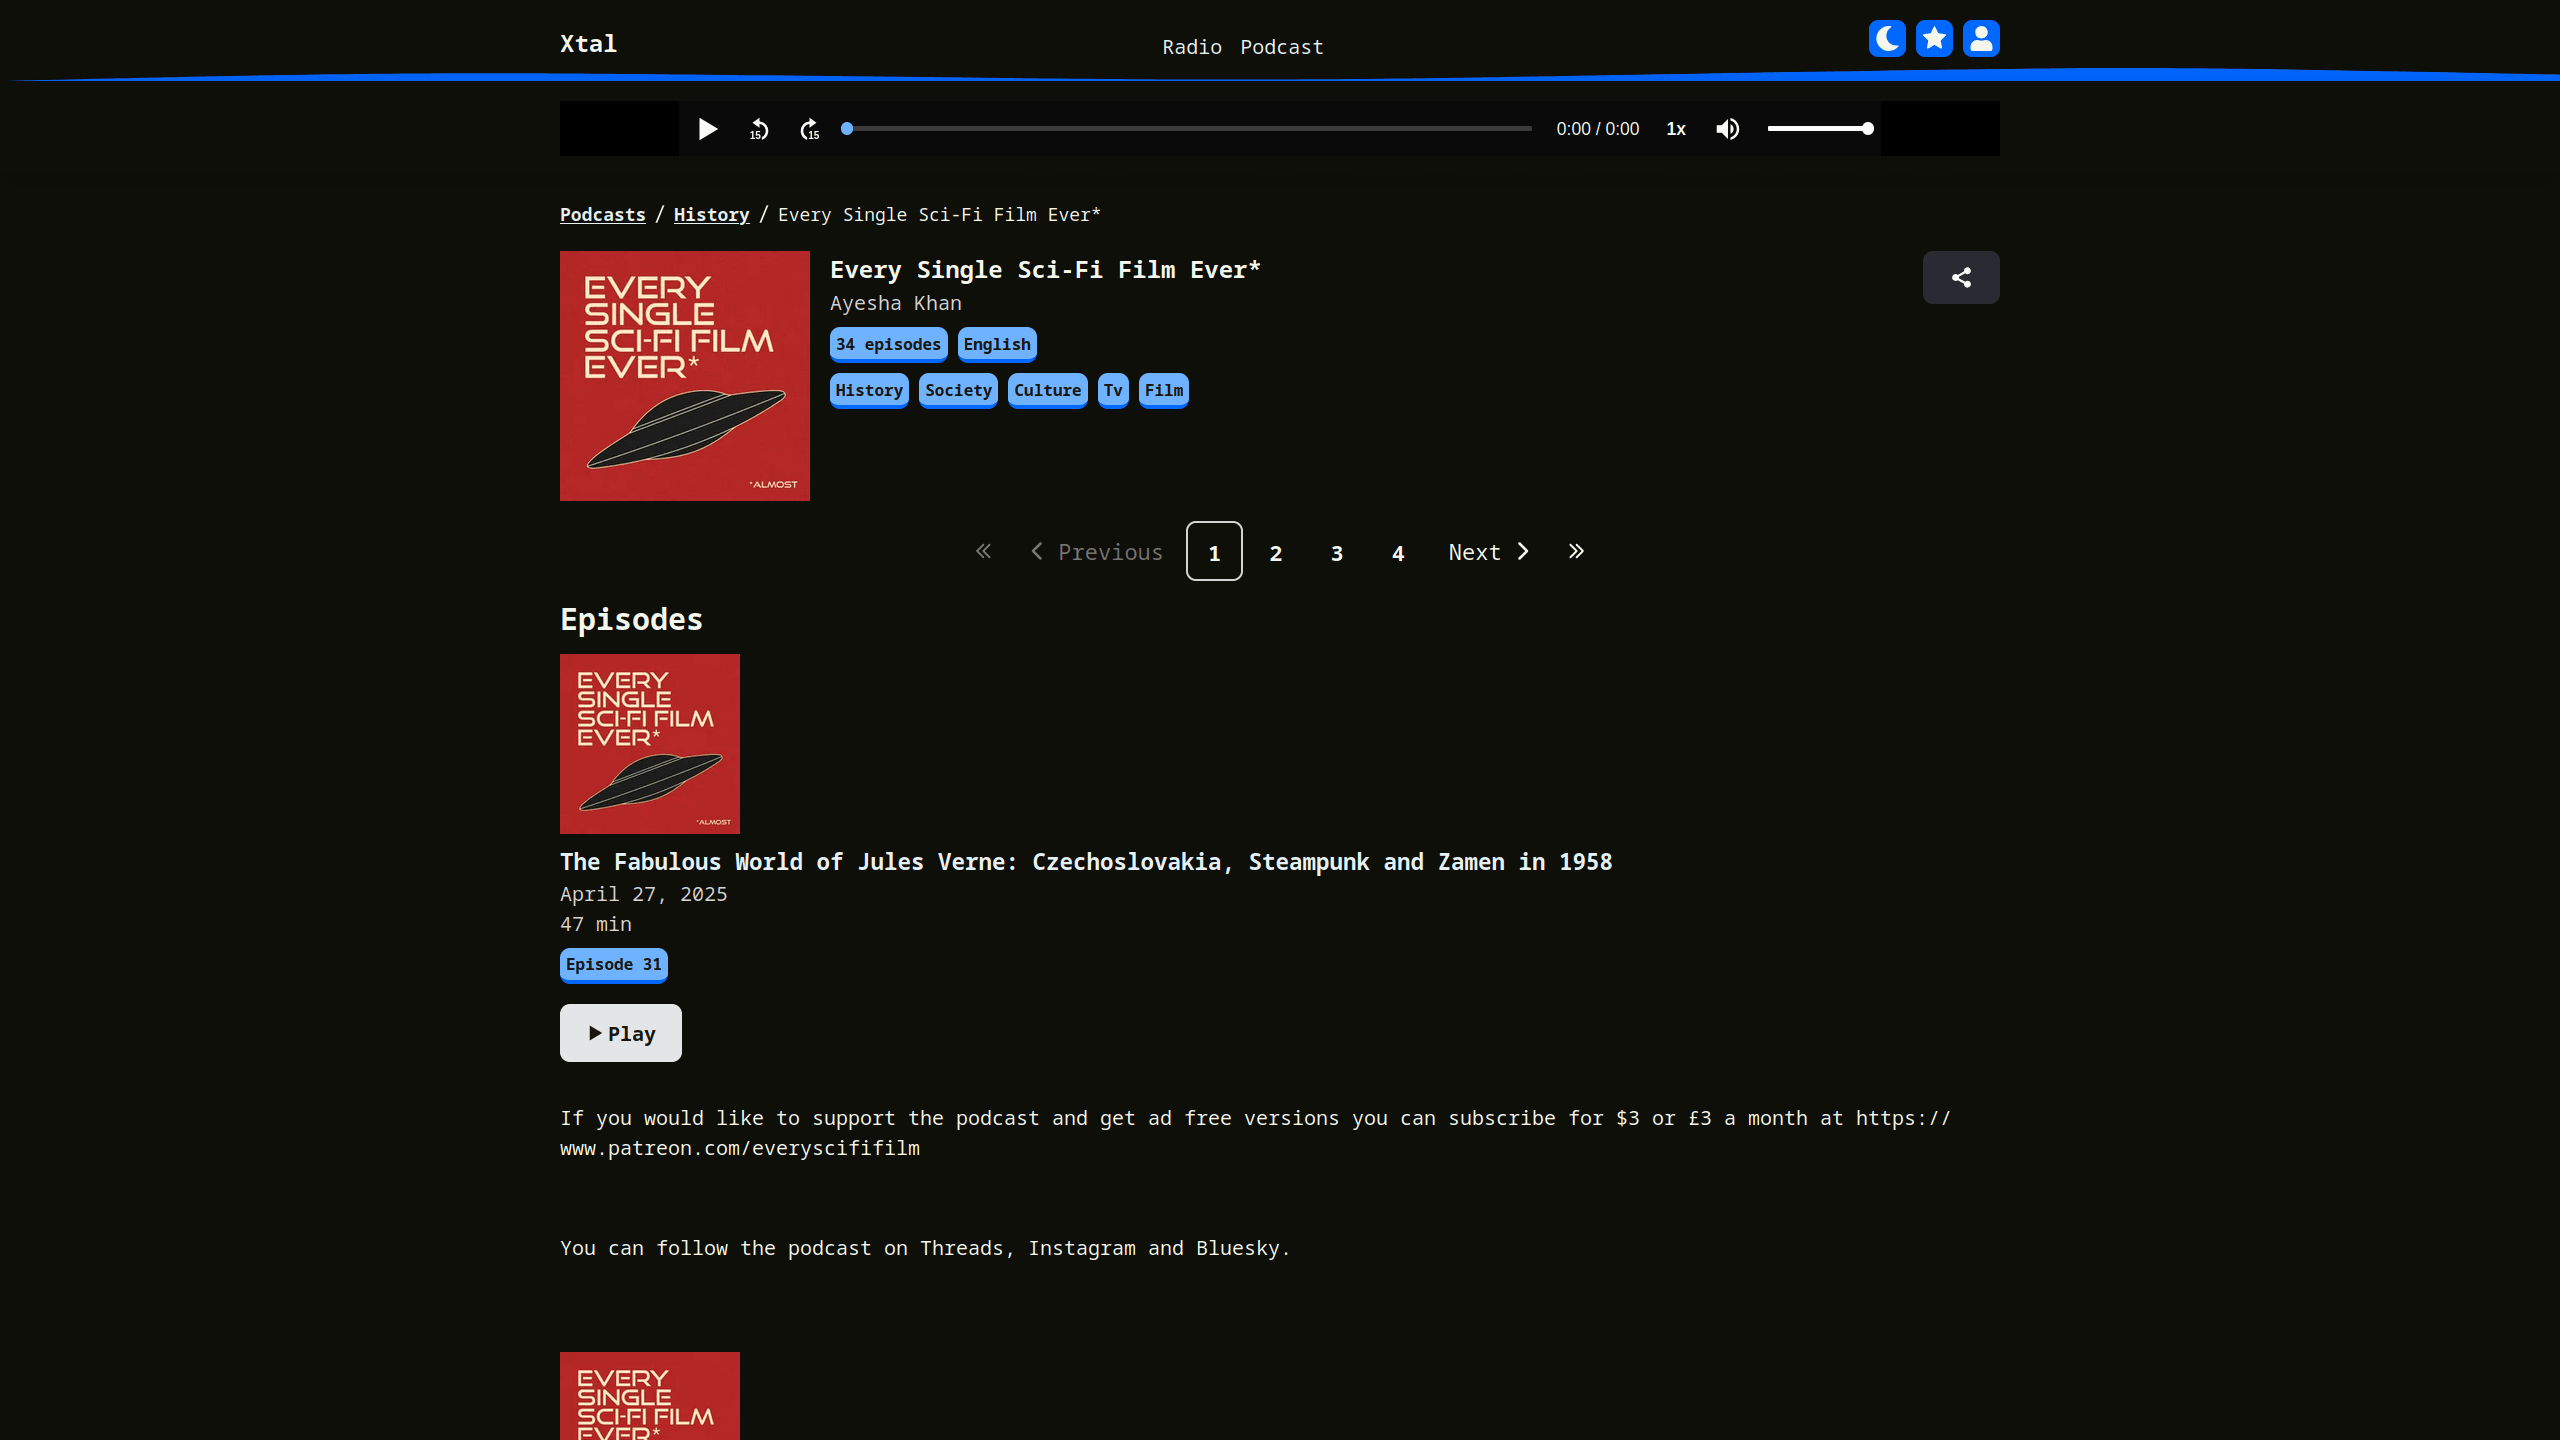 Xtal
Radio Podcast
15 15 0:00 / 0:00 1x
Podcasts / History / Every Single Sci-Fi Film Ever*
EVERY
SINGLE
SCI-FI FILM
EVER*
*ALMOST
Every Single Sci-Fi Film Ever*
Ayesha Khan
34 episodes English
History Society Culture Tv Film
Previous 1 2 3 4 Next
Episodes
EVERY
SINGLE
SCI-FI FILM
EVER*
*ALMOST
The Fabulous World of Jules Verne: Czechoslovakia, Steampunk and Zamen in 1958
April 27, 2025
47 min
Episode 31
Play
If you would like to support the podcast and get ad free versions you can subscribe for $3 or £3 a month at https://
www.patreon.com/everyscififilm
You can follow the podcast on Threads, Instagram and Bluesky.
EVERY
SINGLE
SCI-FI FILM
EVER*